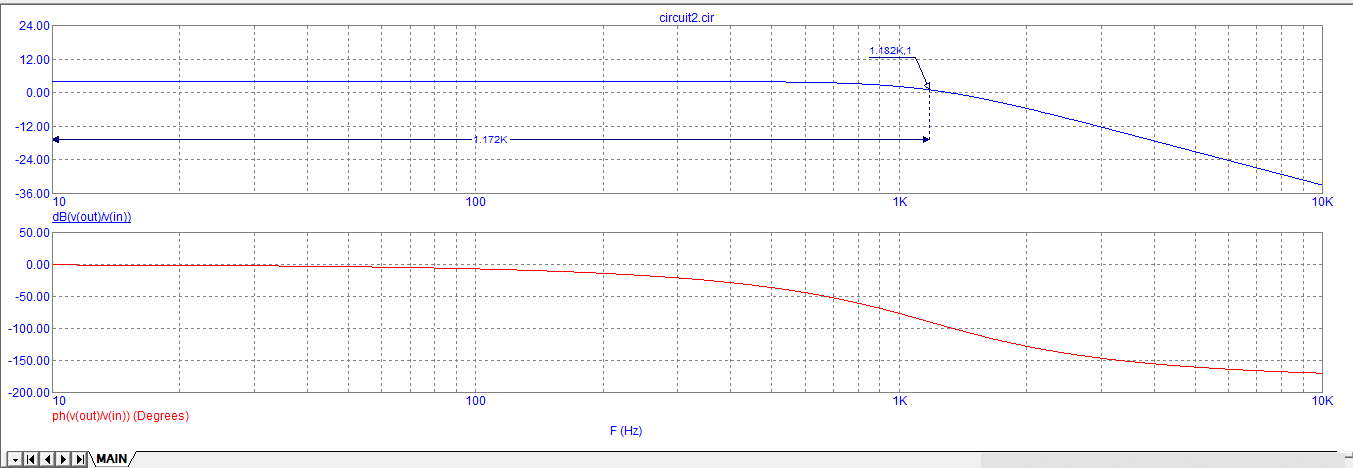 circuit2.cir
24.00
12.00
0.00
-12.00
-24.00
-36.00
1.182K,1
1.172K
10 100 1K 10K
dB(v(out)/v(in))
50.00
0.00
-50.00
-100.00
-150.00
-200.00
10 100 1K 10K
ph(v(out)/v(in)) (Degrees)
F (Hz)
MAIN